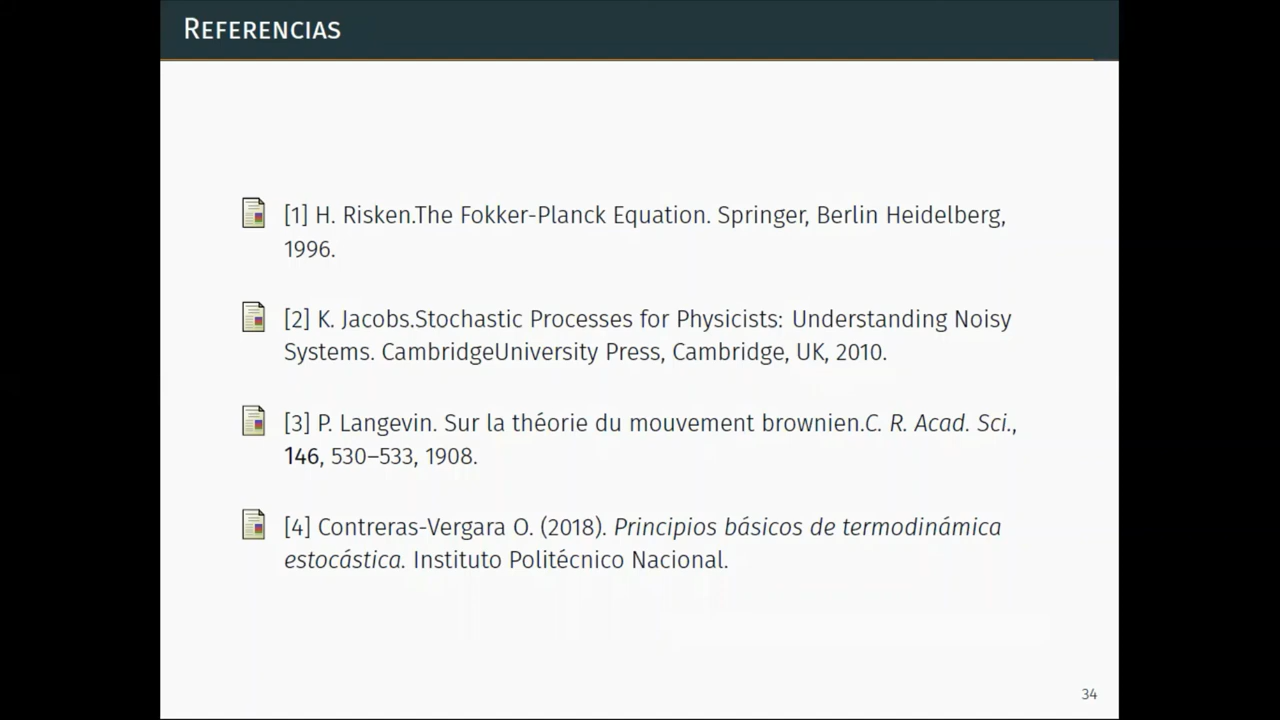 REFERENCIAS
[1] H. Risken.The Fokker-Planck Equation. Springer, Berlin Heidelberg,
1996.
[2] K. Jacobs.Stochastic Processes for Physicists: Understanding Noisy
Systems. CambridgeUniversity Press, Cambridge, UK, 2010.
[3] P. Langevin. Sur la théorie du mouvement brownien.C. R. Acad. Sci.,
146, 530–533, 1908.
[4] Contreras-Vergara O. (2018). Principios básicos de termodinámica
estocástica. Instituto Politécnico Nacional.
34